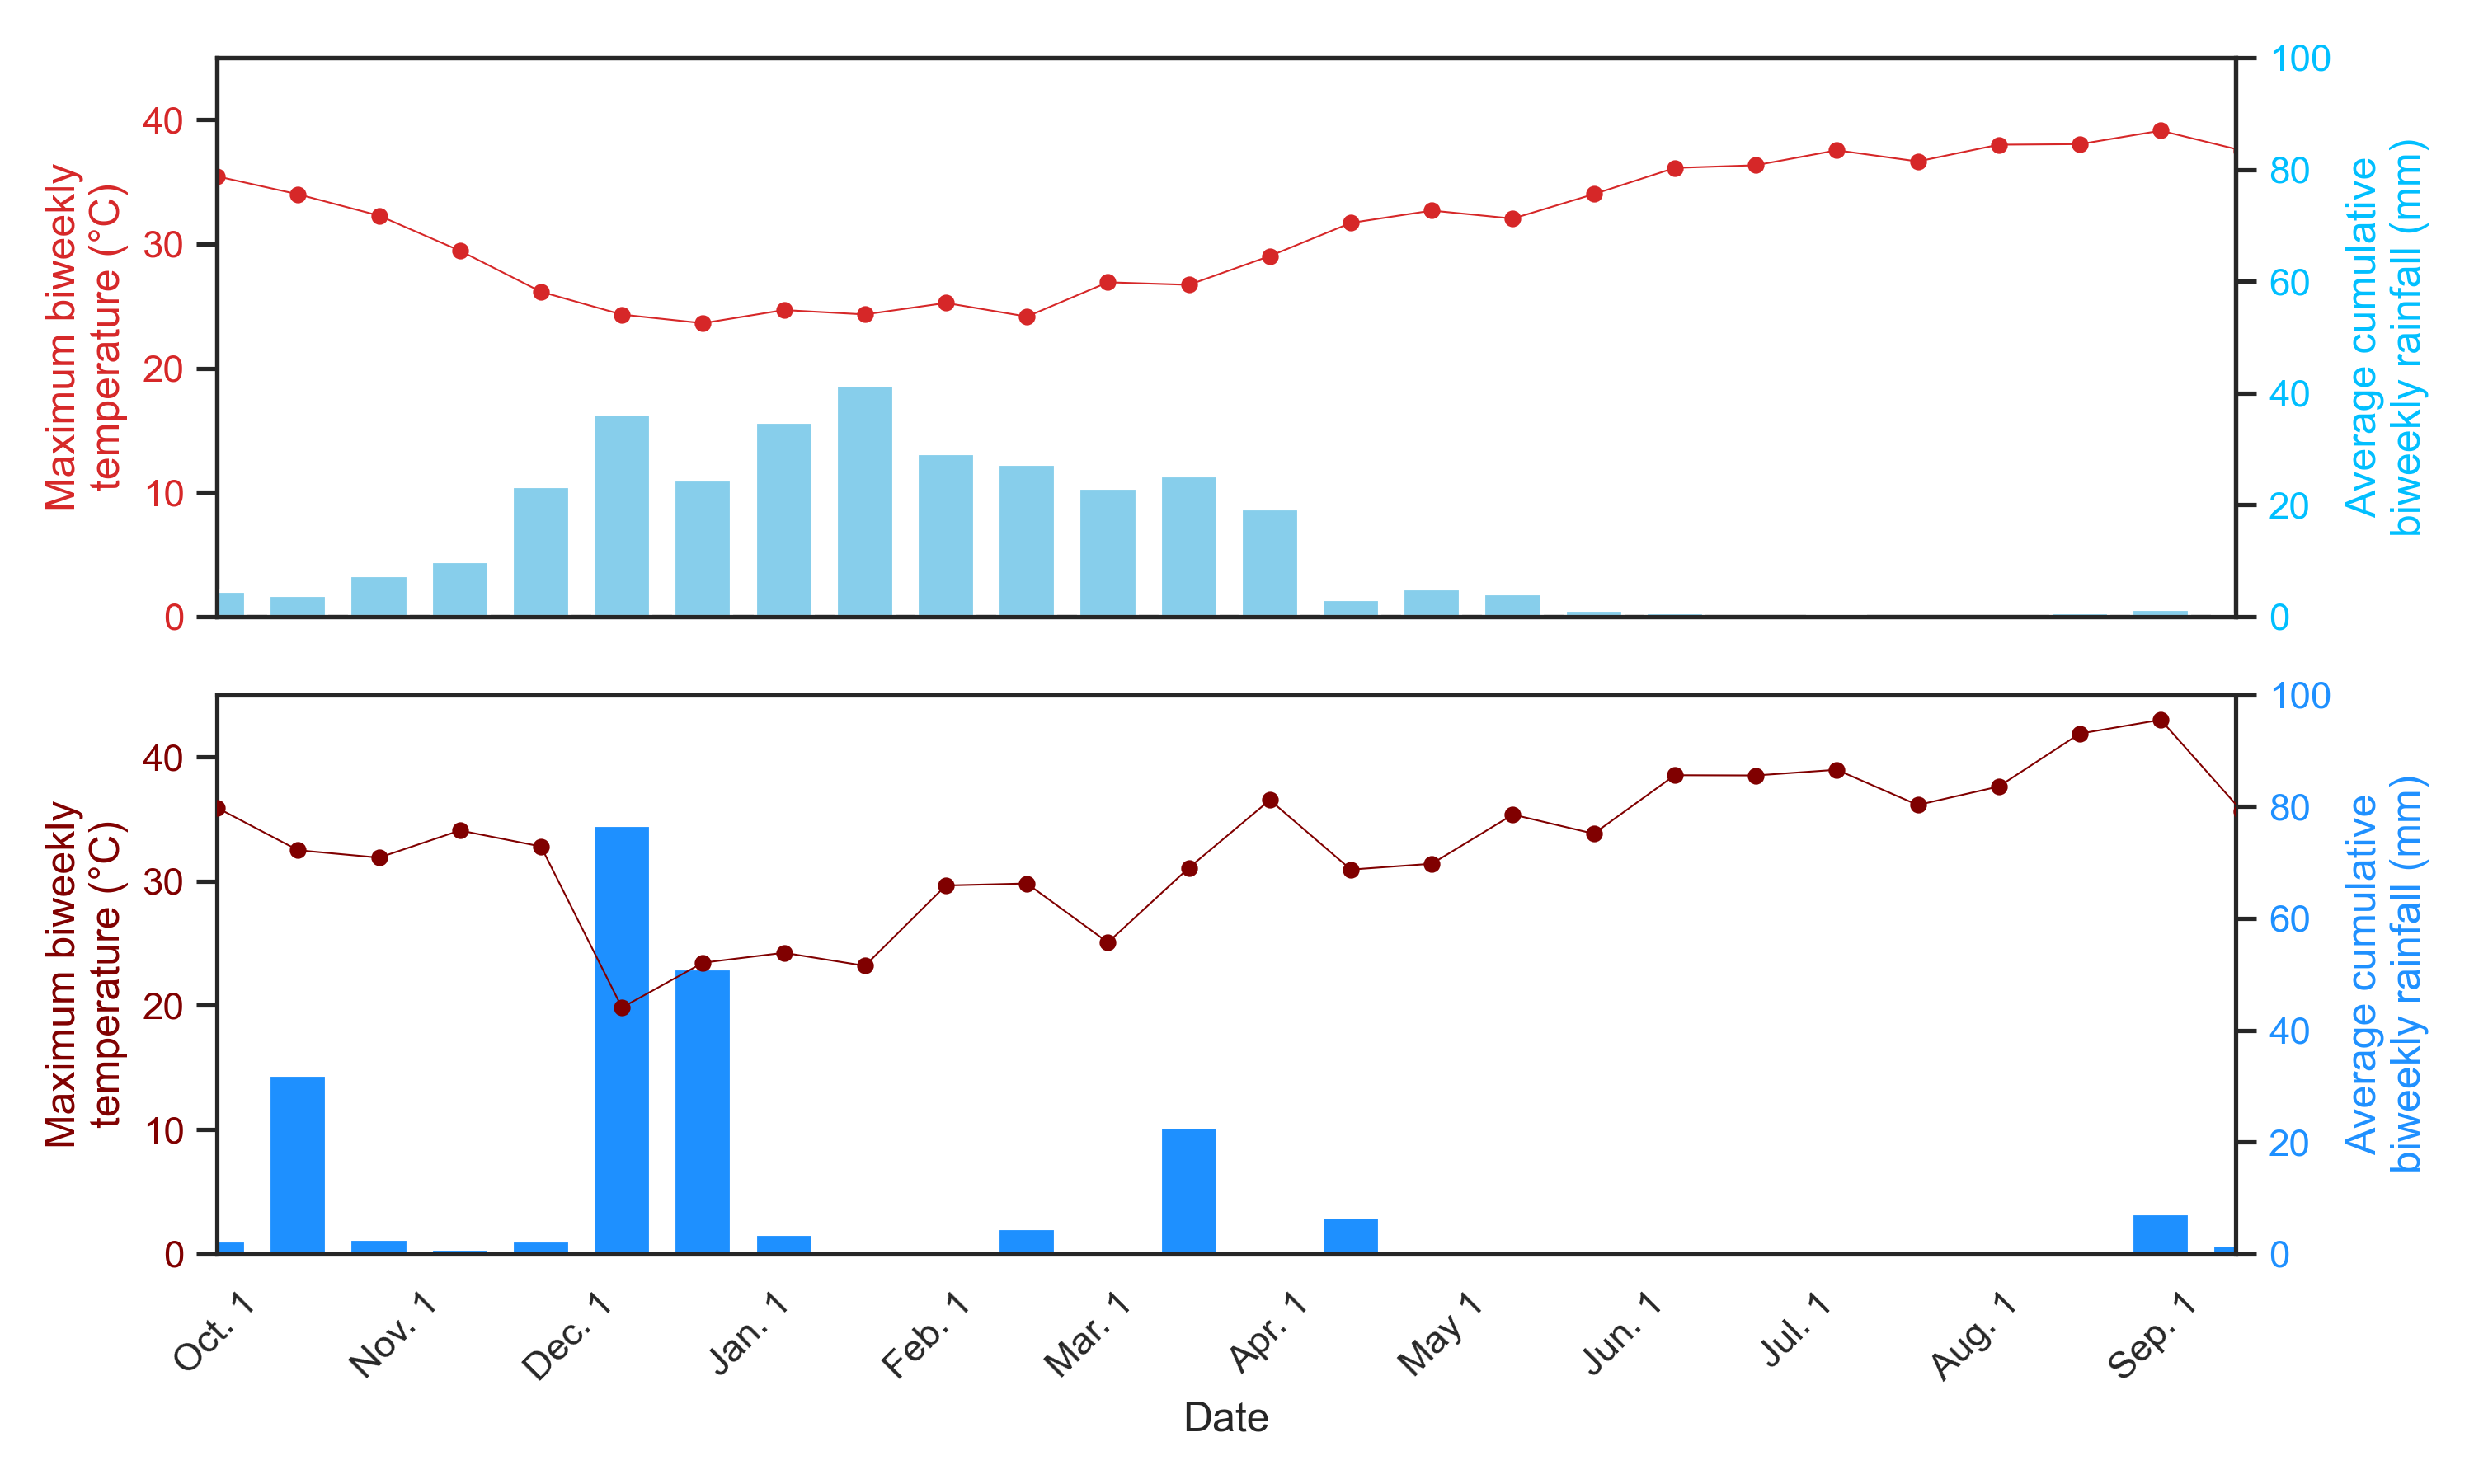 Maximum biweekly
temperature (°C)
40
30
20
10
0
100
80
60
40
20
0
Average cumulative
biweekly rainfall (mm)
Maximum biweekly
temperature (°C)
40
30
20
10
0
100
80
60
40
20
0
Average cumulative
biweekly rainfall (mm)
Oct. 1
Nov. 1
Dec. 1
Jan. 1
Feb. 1
Mar. 1
Apr. 1
May 1
Jun. 1
Jul. 1
Aug. 1
Sep. 1
Date